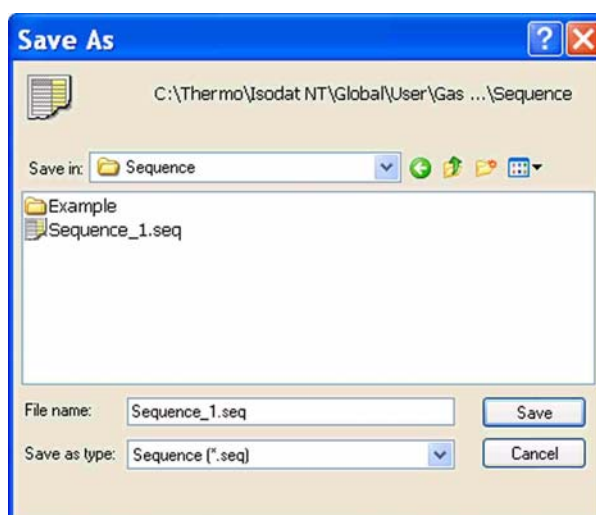 Save As
C:\Thermo\Isodat NT\Global\User\Gas ...\Sequence
Save in: Sequence
Example
Sequence_1.seq
File name: Sequence_1.seq Save
Save as type: Sequence (*.seq) Cancel